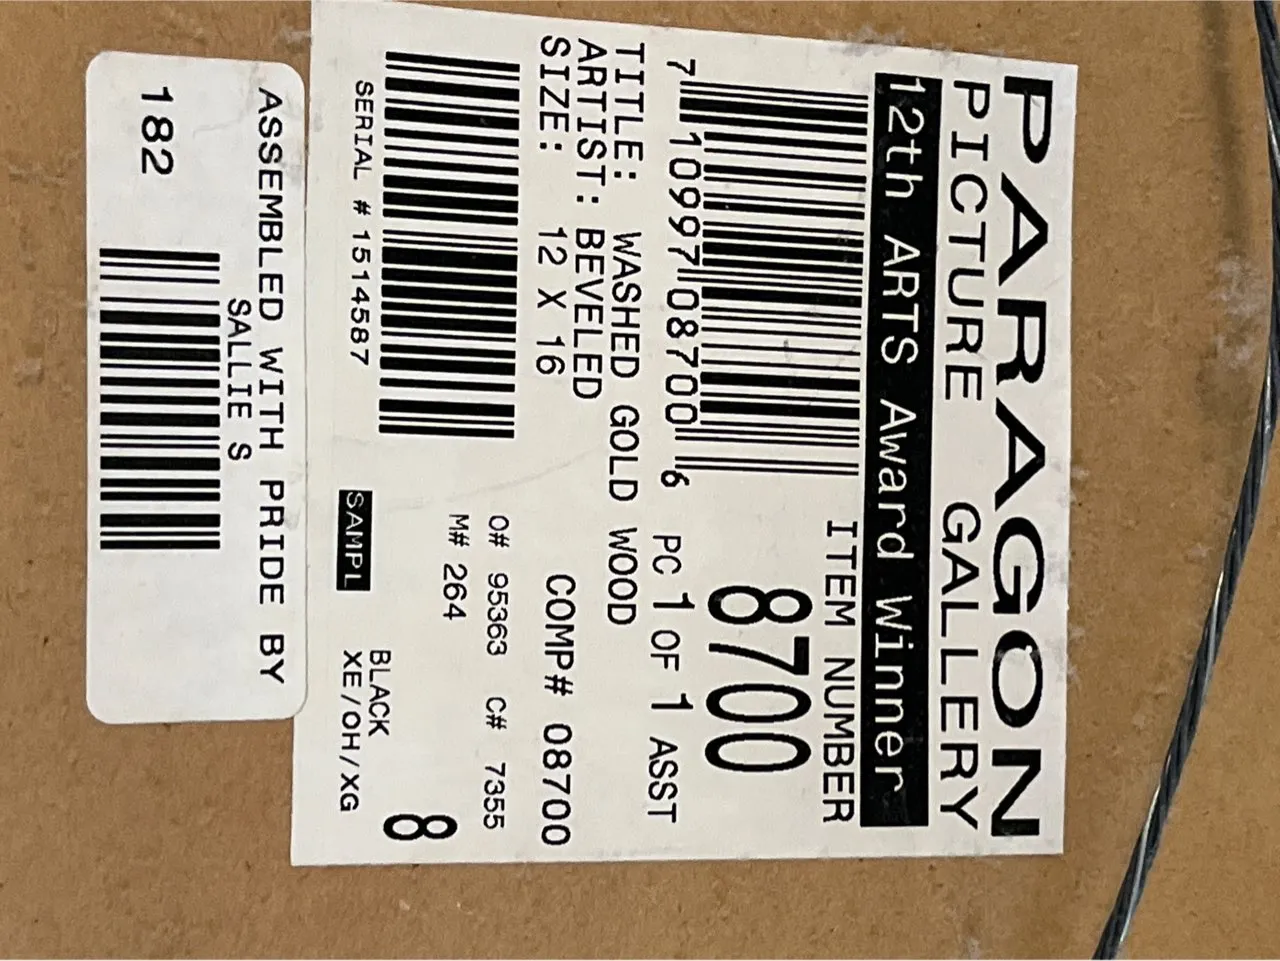 PARAGON
PICTURE GALLERY
12th ARTS Award Winner
ITEM NUMBER
8700
7 10997 08700 6
PC 1 OF 1 ASST
TITLE: WASHED GOLD WOOD
ARTIST: BEVELED
SIZE: 12 X 16
COMP# 08700
O# 95363 C# 7355
M# 264
8
SERIAL # 1514587
SAMPL
BLACK
XE/OH/XG
ASSEMBLED WITH PRIDE BY
SALLIE S
182